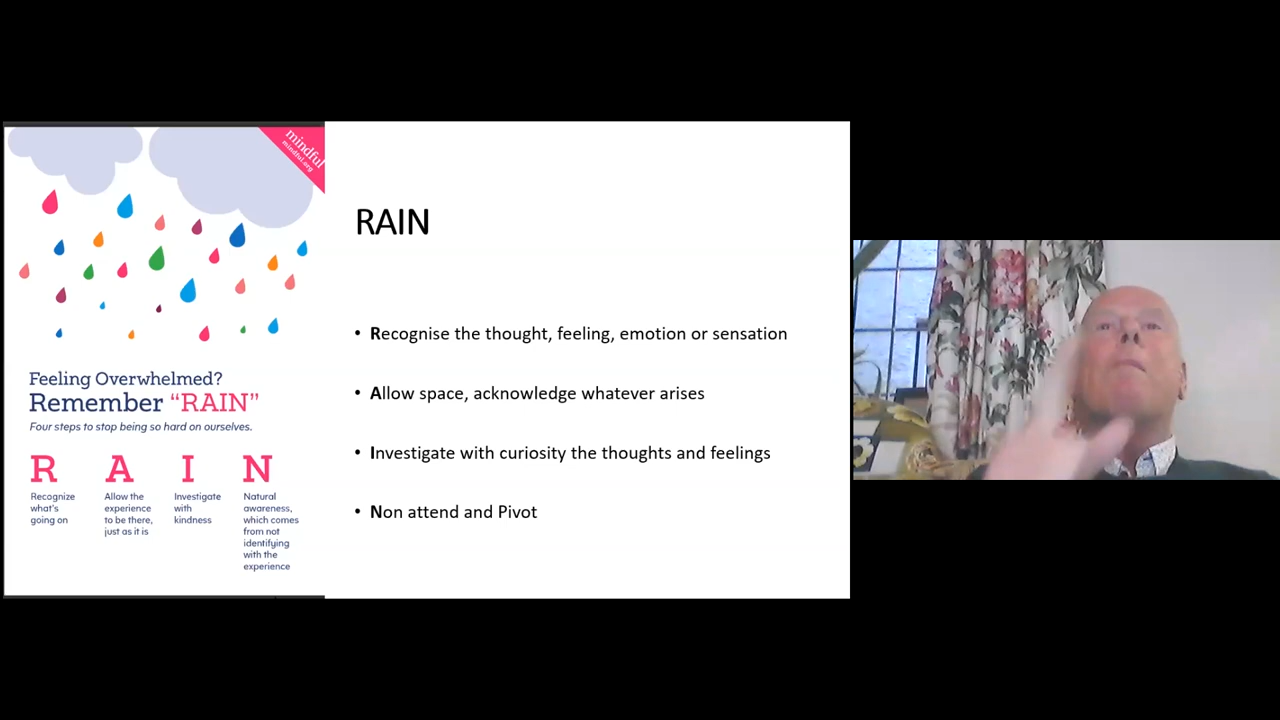 mindful
mindful.org
Feeling Overwhelmed?
Remember “RAIN”
Four steps to stop being so hard on ourselves.
R A I N
Recognize
what's
going on
Allow the
experience
to be there,
just as it is
Investigate
with
kindness
Natural
awareness,
which comes
from not
identifying
with the
experience
RAIN
• Recognise the thought, feeling, emotion or sensation
• Allow space, acknowledge whatever arises
• Investigate with curiosity the thoughts and feelings
• Non attend and Pivot